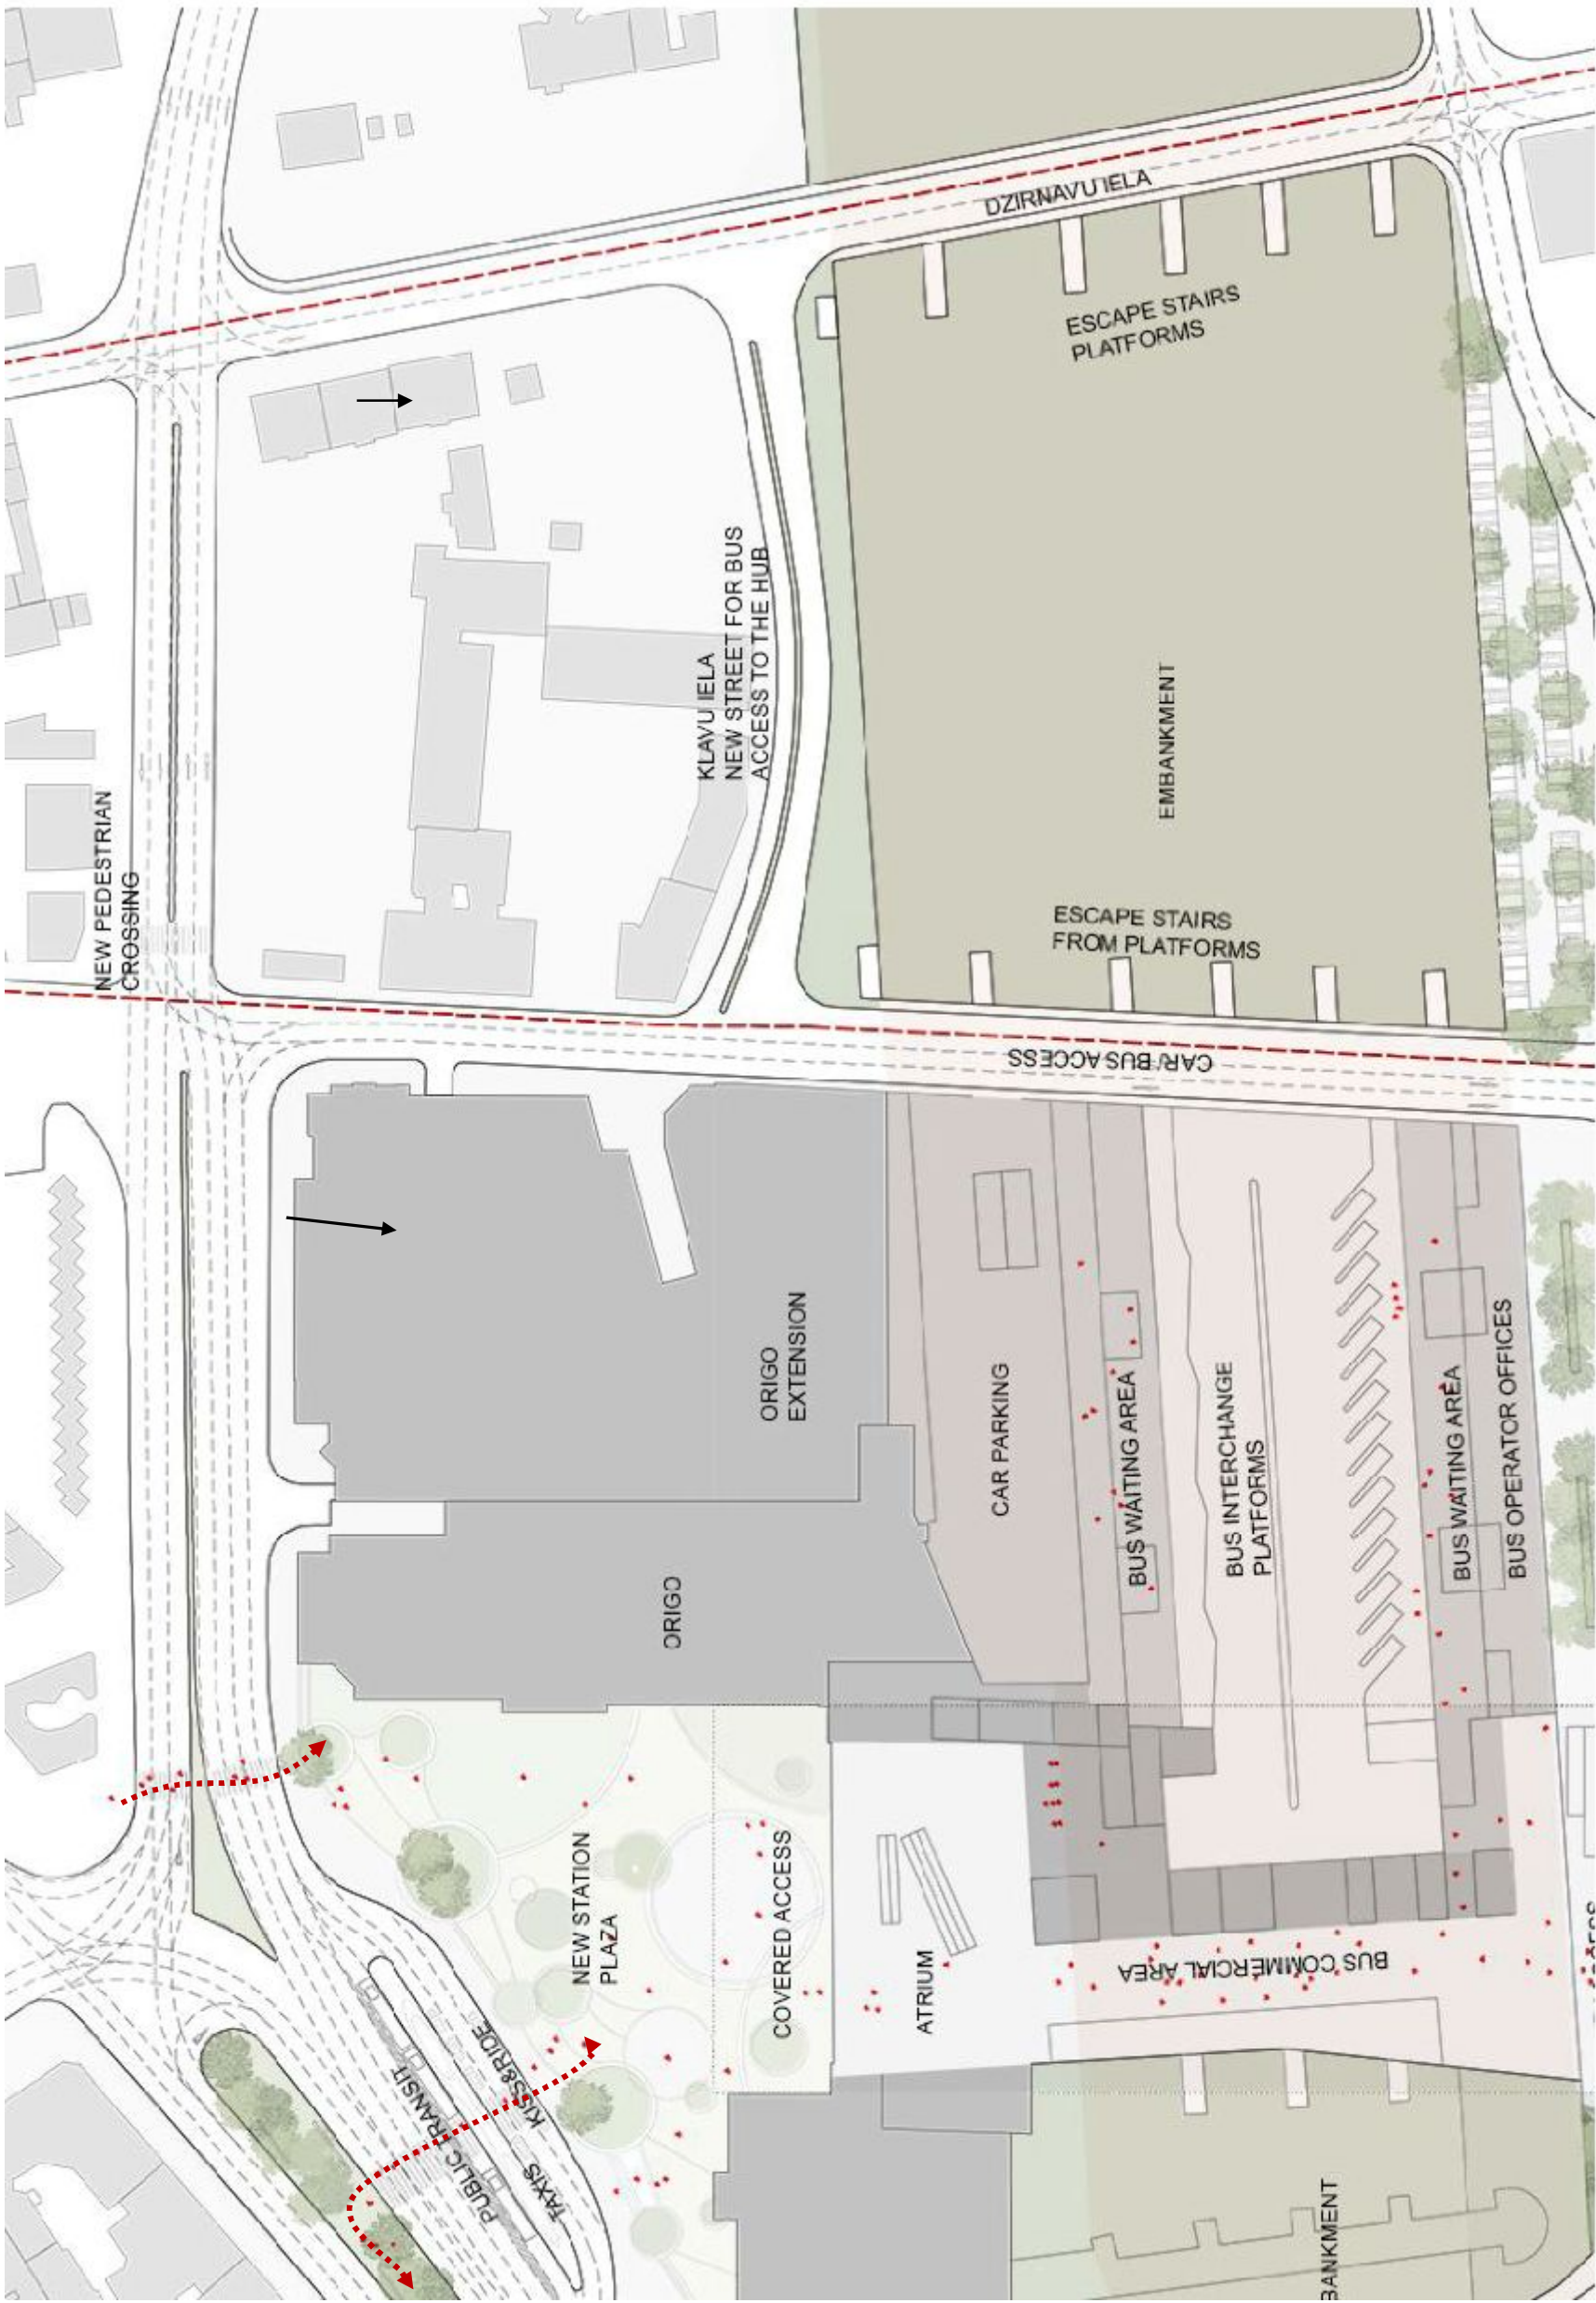 DZIRNAVU IELA
ESCAPE STAIRS
PLATFORMS
KLAVU IELA
NEW STREET FOR BUS
ACCESS TO THE HUB
EMBANKMENT
NEW PEDESTRIAN
CROSSING
ESCAPE STAIRS
FROM PLATFORMS
CAR/ BUS ACCESS
ORIGO
EXTENSION
CAR PARKING
BUS WAITING AREA
BUS INTERCHANGE
PLATFORMS
BUS WAITING AREA
BUS OPERATOR OFFICES
ORIGO
NEW STATION
PLAZA
COVERED ACCESS
ATRIUM
BUS COMMERCIAL AREA
PUBLIC TRANSIT
TAXIS
KISS&RIDE
BANKMENT